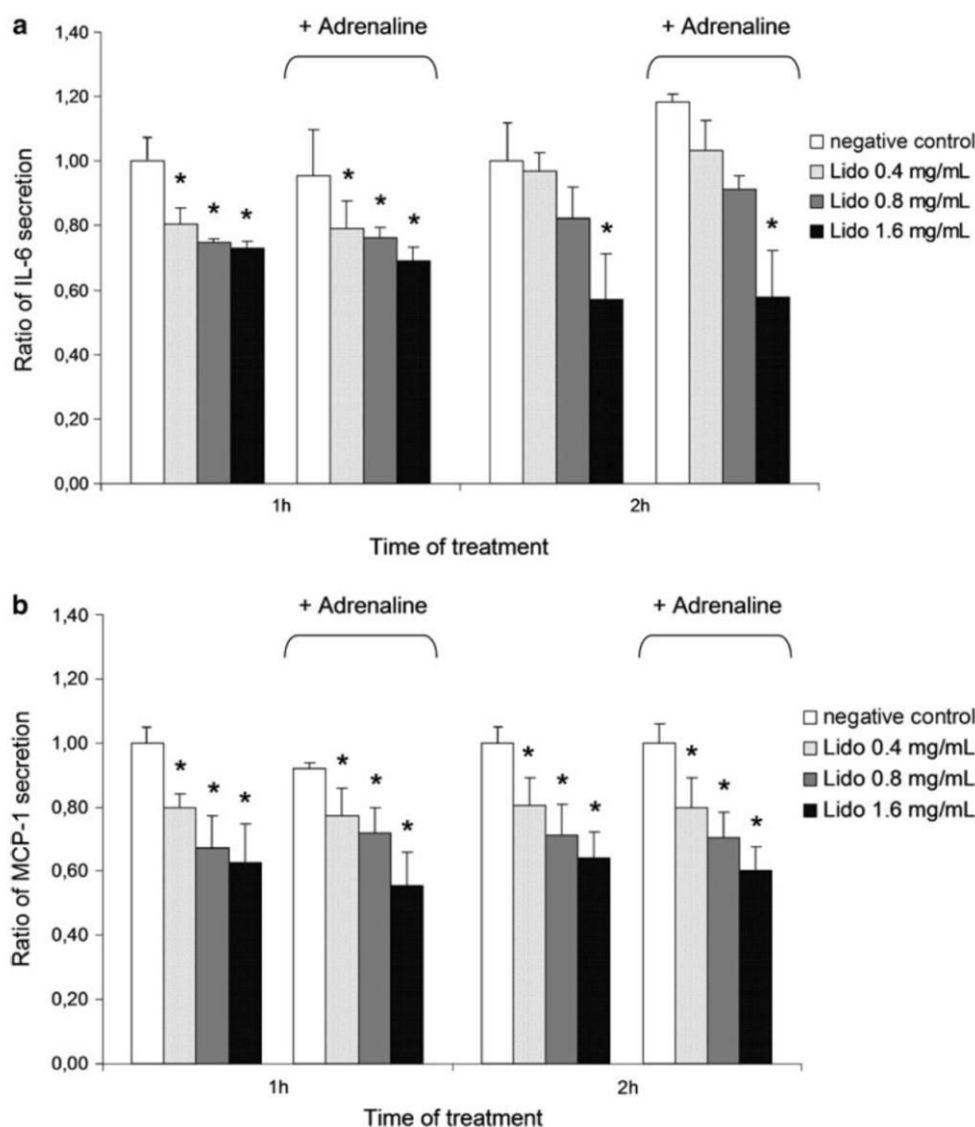 a
+ Adrenaline
+ Adrenaline
1,40
1,20
1,00
0,80
0,60
0,40
0,20
0,00
Ratio of IL-6 secretion
* * *
* * *
*
*
negative control
Lido 0.4 mg/mL
Lido 0.8 mg/mL
Lido 1.6 mg/mL
1h
2h
Time of treatment
b
+ Adrenaline
+ Adrenaline
1,40
1,20
1,00
0,80
0,60
0,40
0,20
0,00
Ratio of MCP-1 secretion
* * *
* * *
* * *
* * *
negative control
Lido 0.4 mg/mL
Lido 0.8 mg/mL
Lido 1.6 mg/mL
1h
2h
Time of treatment